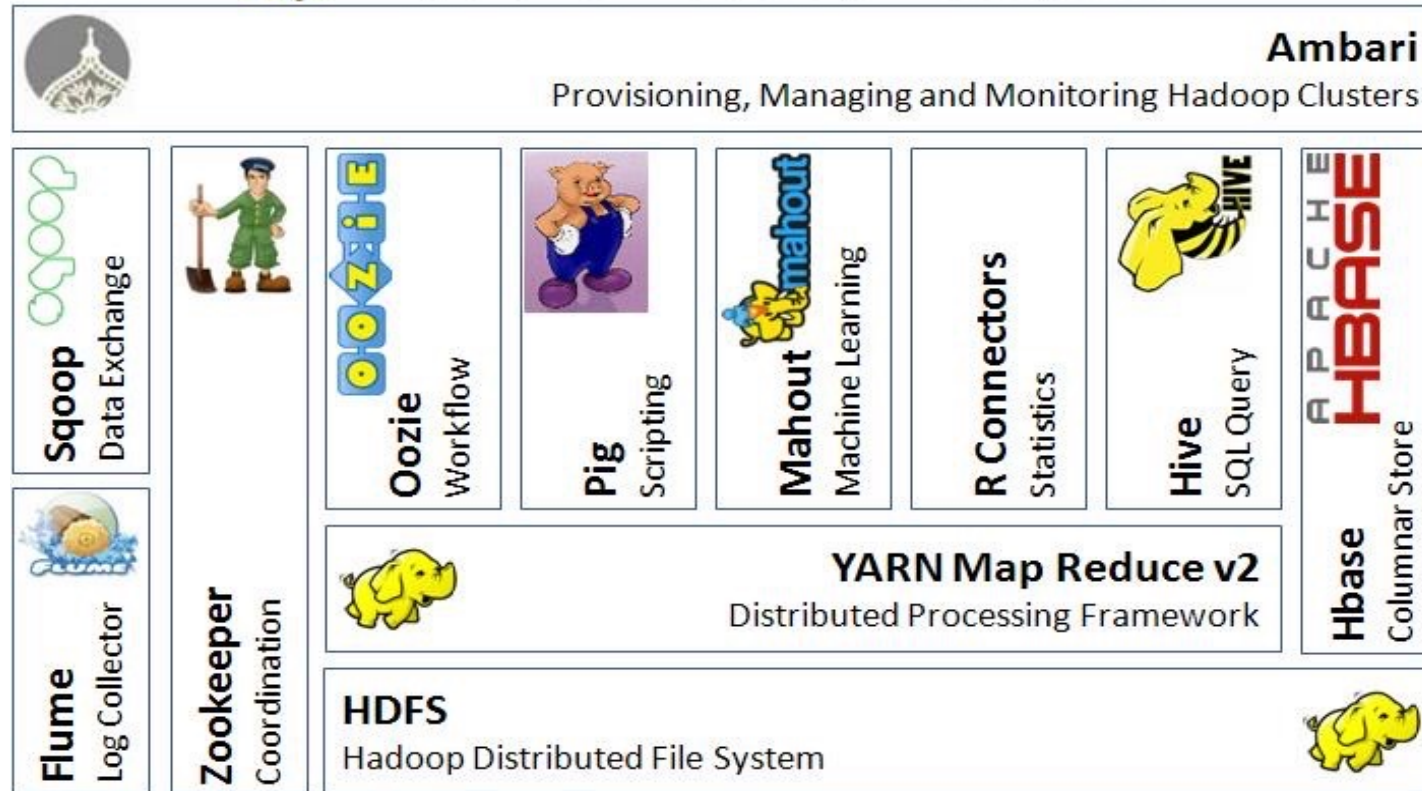 Ambari
Provisioning, Managing and Monitoring Hadoop Clusters
sqoop
Sqoop
Data Exchange
FLUME
Flume
Log Collector
Zookeeper
Coordination
OOZIE
Oozie
Workflow
Pig
Scripting
mahout
Mahout
Machine Learning
R Connectors
Statistics
HIVE
Hive
SQL Query
APACHE
HBASE
Hbase
Columnar Store
YARN Map Reduce v2
Distributed Processing Framework
HDFS
Hadoop Distributed File System